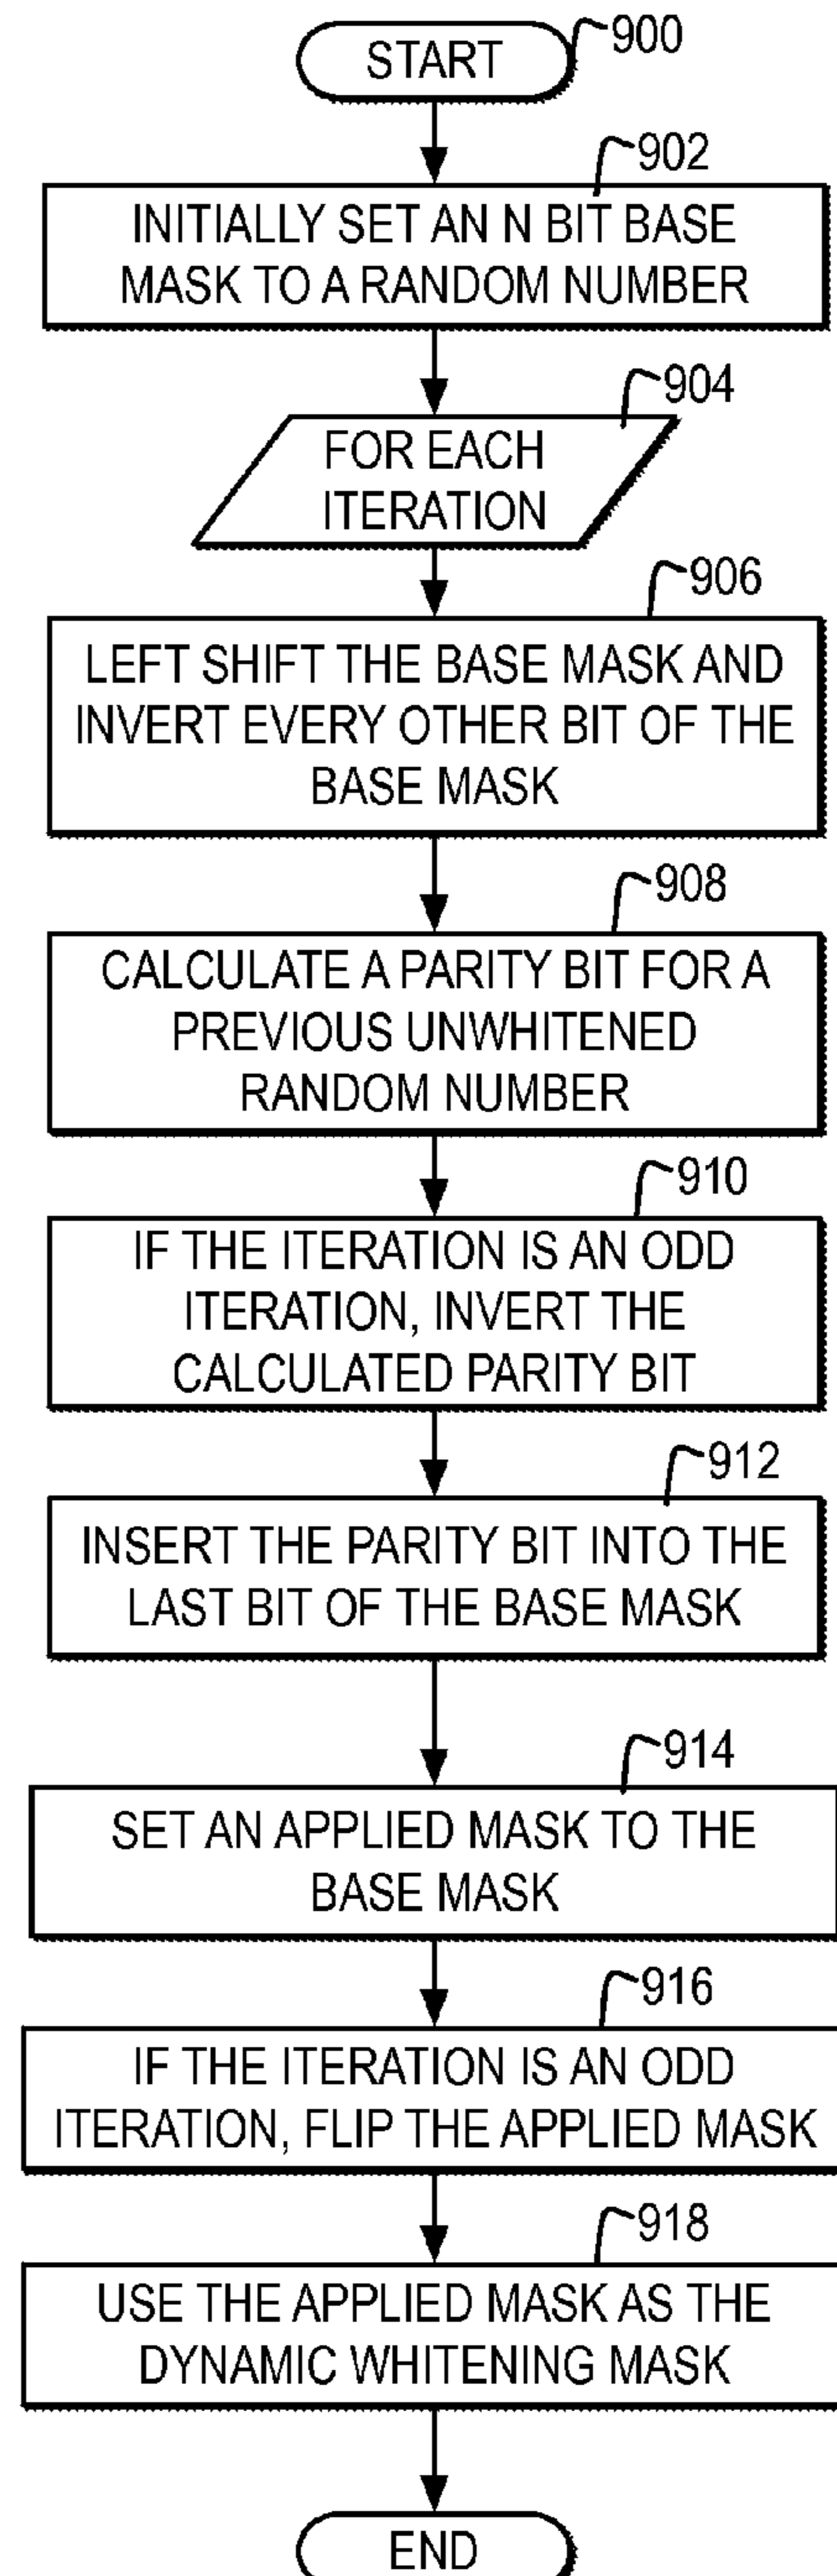 START
900
902
INITIALLY SET AN N BIT BASE
MASK TO A RANDOM NUMBER
904
FOR EACH
ITERATION
906
LEFT SHIFT THE BASE MASK AND
INVERT EVERY OTHER BIT OF THE
BASE MASK
908
CALCULATE A PARITY BIT FOR A
PREVIOUS UNWHITENED
RANDOM NUMBER
910
IF THE ITERATION IS AN ODD
ITERATION, INVERT THE
CALCULATED PARITY BIT
912
INSERT THE PARITY BIT INTO THE
LAST BIT OF THE BASE MASK
914
SET AN APPLIED MASK TO THE
BASE MASK
916
IF THE ITERATION IS AN ODD
ITERATION, FLIP THE APPLIED MASK
918
USE THE APPLIED MASK AS THE
DYNAMIC WHITENING MASK
END